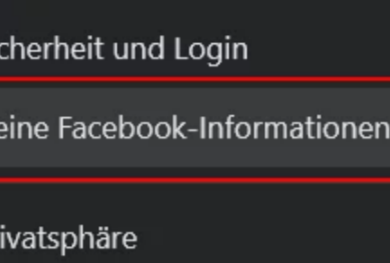 cherheit und Login
eine Facebook-Informationen
ivatsphäre